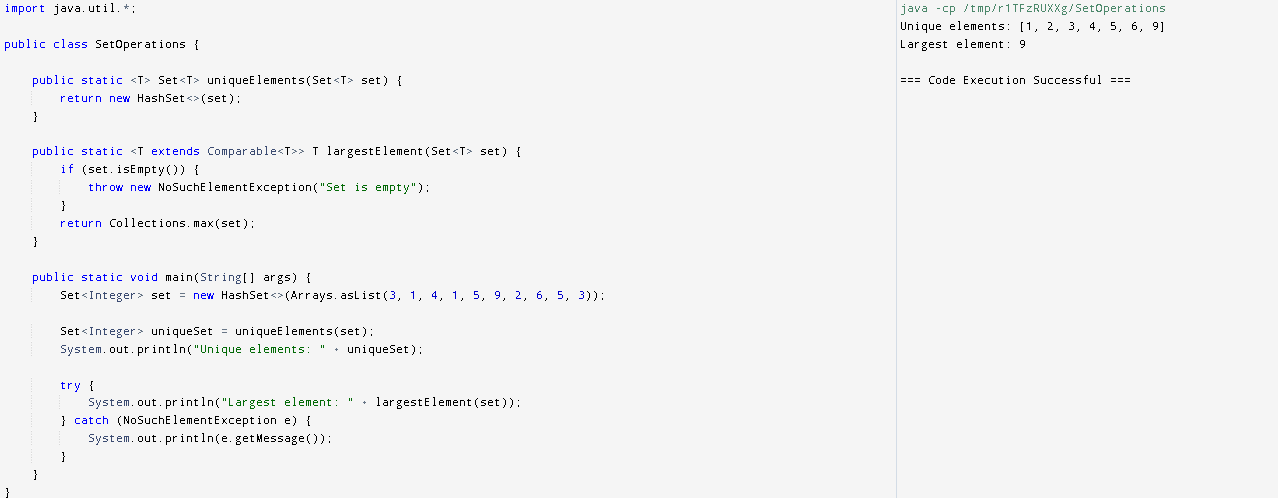 import java.util.*;
public class SetOperations {
    public static <T> Set<T> uniqueElements(Set<T> set) {
        return new HashSet<>(set);
    }
    public static <T extends Comparable<T>> T largestElement(Set<T> set) {
        if (set.isEmpty()) {
            throw new NoSuchElementException("Set is empty");
        }
        return Collections.max(set);
    }
    public static void main(String[] args) {
        Set<Integer> set = new HashSet<>(Arrays.asList(3, 1, 4, 1, 5, 9, 2, 6, 5, 3));
        Set<Integer> uniqueSet = uniqueElements(set);
        System.out.println("Unique elements: " + uniqueSet);
        try {
            System.out.println("Largest element: " + largestElement(set));
        } catch (NoSuchElementException e) {
            System.out.println(e.getMessage());
        }
    }
}
java -cp /tmp/r1TFzRUXXg/SetOperations
Unique elements: [1, 2, 3, 4, 5, 6, 9]
Largest element: 9
=== Code Execution Successful ===